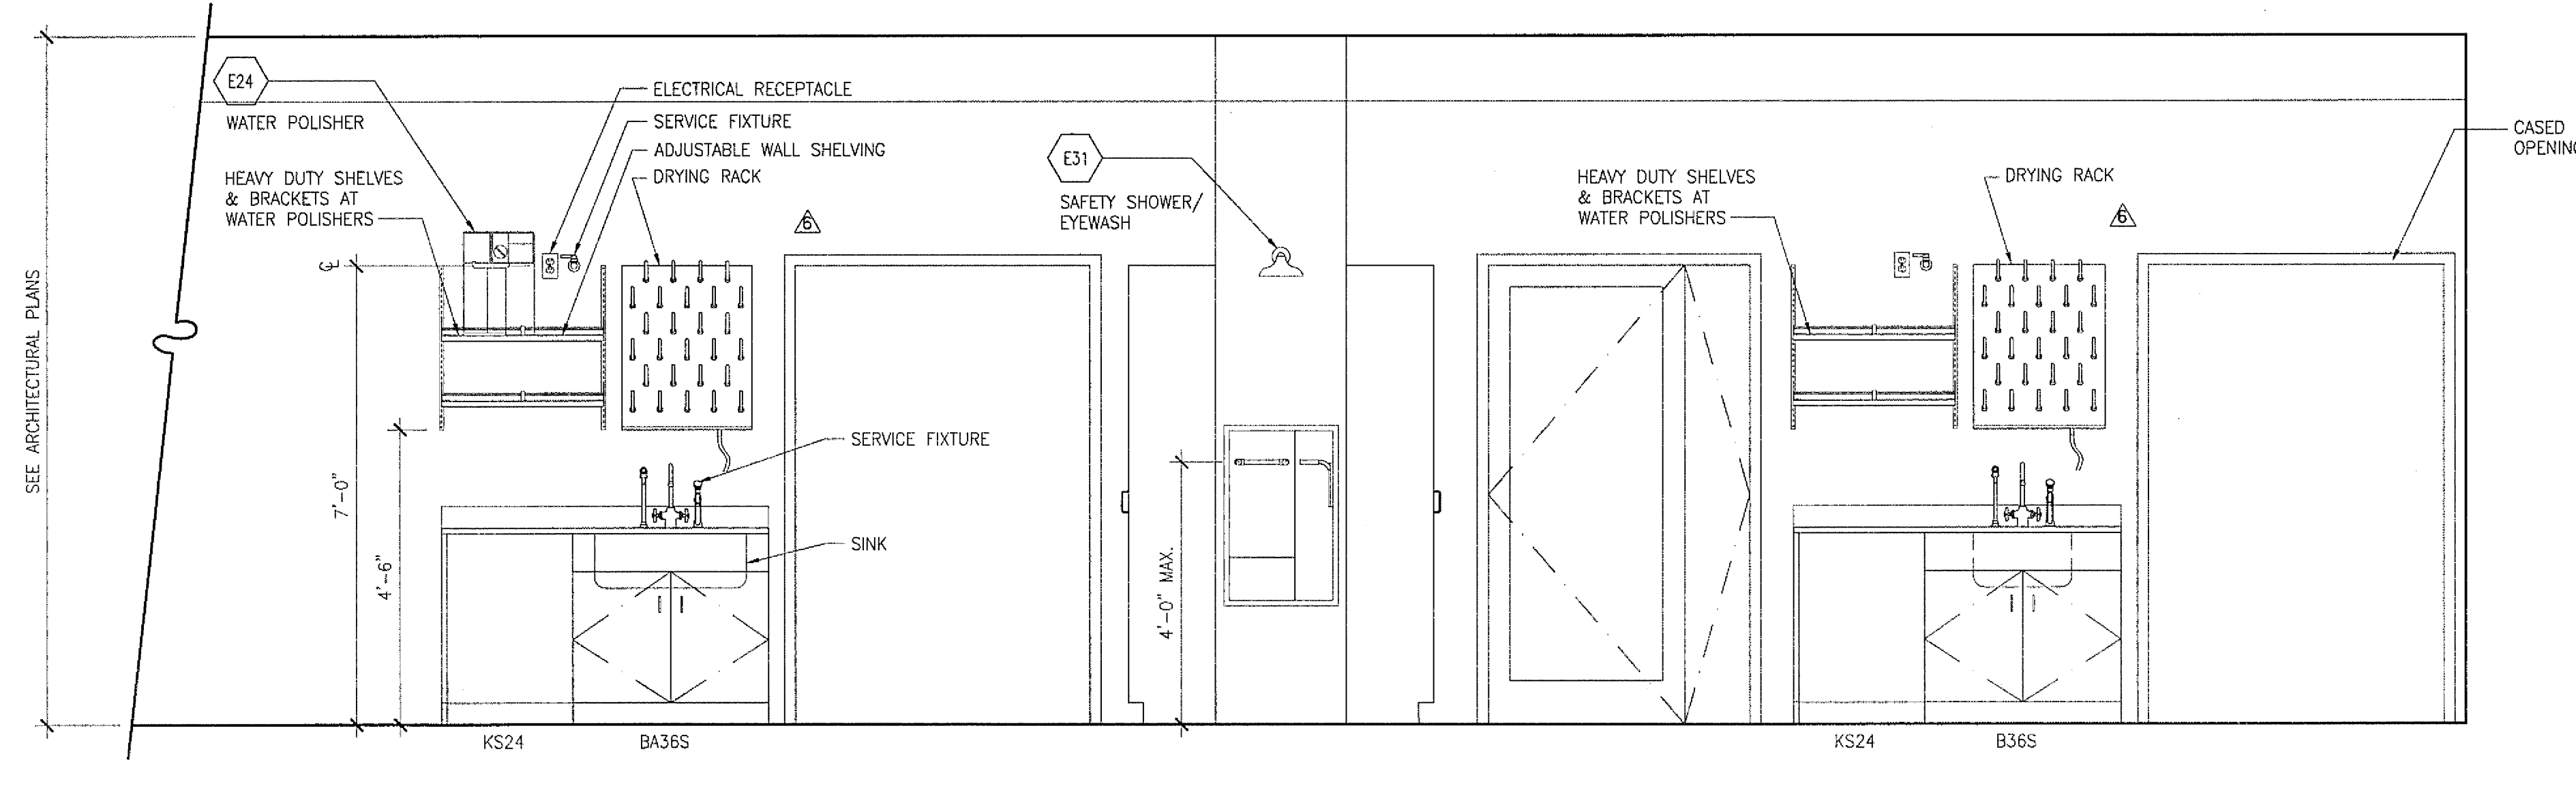 E24
WATER POLISHER
HEAVY DUTY SHELVES
& BRACKETS AT
WATER POLISHERS
ELECTRICAL RECEPTACLE
SERVICE FIXTURE
ADJUSTABLE WALL SHELVING
DRYING RACK
6
E31
SAFETY SHOWER/
EYEWASH
HEAVY DUTY SHELVES
& BRACKETS AT
WATER POLISHERS
DRYING RACK
6
CASED
OPENING
SEE ARCHITECTURAL PLANS
℄
7'-0"
4'-6"
SERVICE FIXTURE
SINK
4'-0" MAX.
KS24
BA36S
KS24
B36S